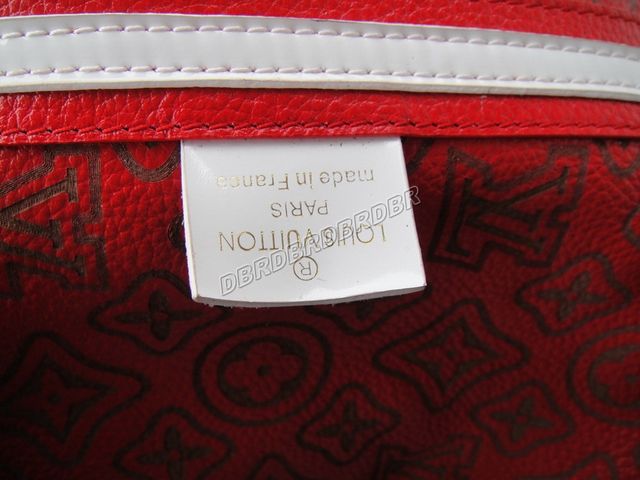 ®
LOUIS VUITTON
PARIS
made in France
DBRDBRDBRDBR